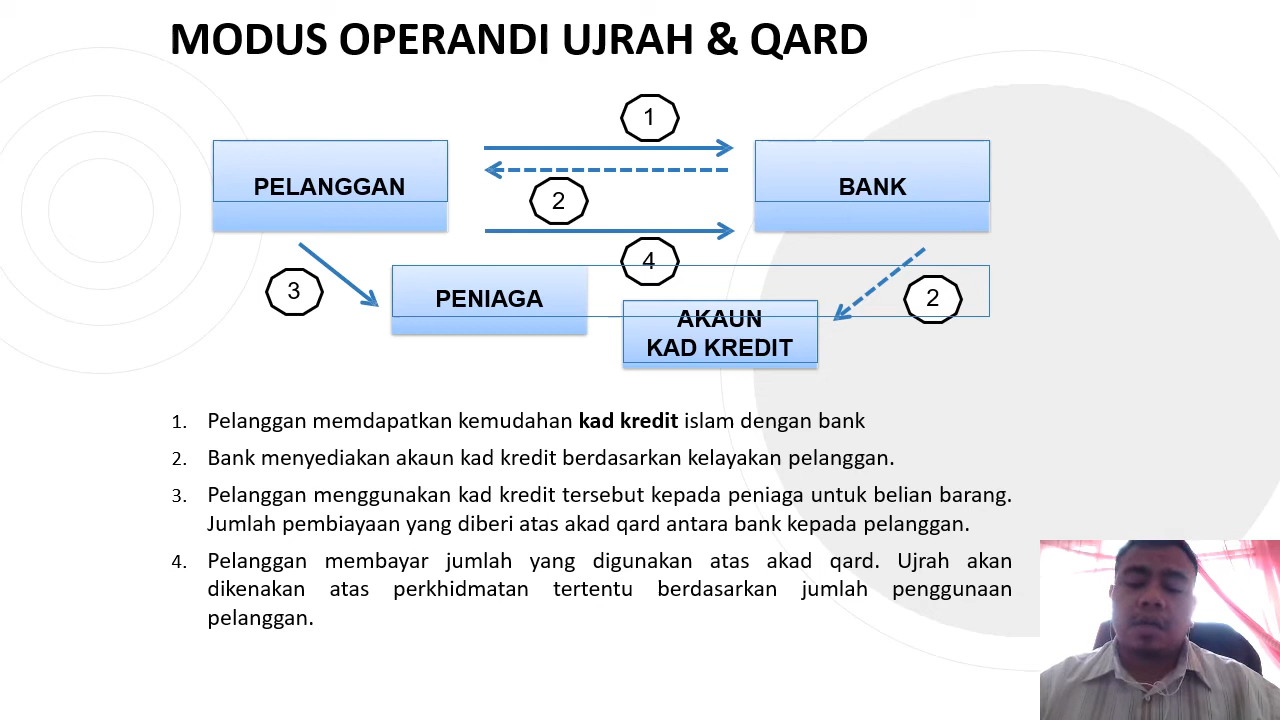 MODUS OPERANDI UJRAH & QARD
1
PELANGGAN
BANK
2
4
3
PENIAGA
2
AKAUN
KAD KREDIT
1. Pelanggan memdapatkan kemudahan kad kredit islam dengan bank
2. Bank menyediakan akaun kad kredit berdasarkan kelayakan pelanggan.
3. Pelanggan menggunakan kad kredit tersebut kepada peniaga untuk belian barang.
Jumlah pembiayaan yang diberi atas akad qard antara bank kepada pelanggan.
4. Pelanggan membayar jumlah yang digunakan atas akad qard. Ujrah akan
dikenakan atas perkhidmatan tertentu berdasarkan jumlah penggunaan
pelanggan.